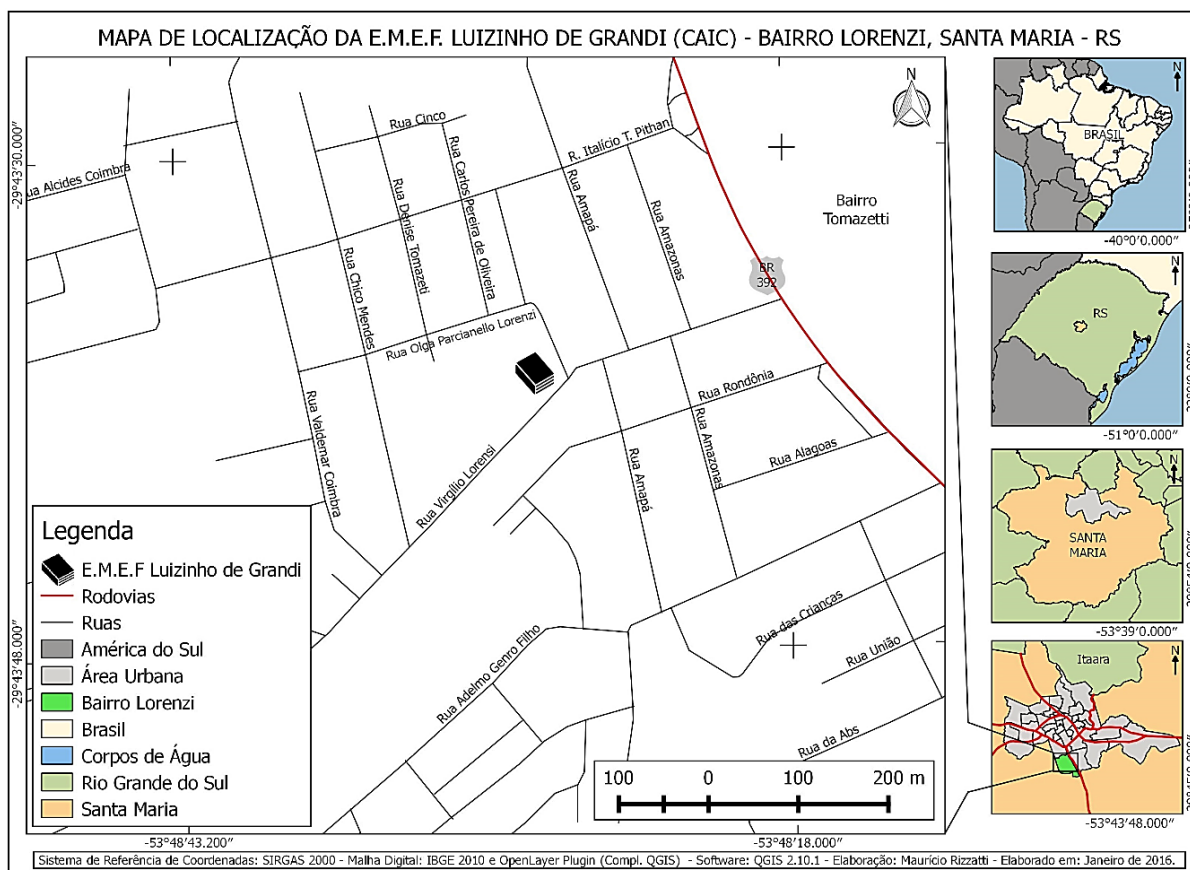 MAPA DE LOCALIZAÇÃO DA E.M.E.F. LUIZINHO DE GRANDI (CAIC) - BAIRRO LORENZI, SANTA MARIA - RS
N
Rua Cinco
R. Italício T. Pithan
Rua Alcides Coimbra
Rua Carlos Pereira de Oliveira
Rua Denise Tomazeti
Rua Amapá
Rua Amazonas
Bairro
Tomazetti
BR
392
Rua Chico Mendes
Rua Olga Parcianello Lorenzi
Rua Rondônia
Rua Valdemar Coimbra
Rua Virgílio Lorensi
Rua Amapá
Rua Amazonas
Rua Alagoas
Rua das Crianças
Rua União
Rua Adelmo Genro Filho
Rua da Abs
-29°43'30.000"
-29°43'48.000"
-53°48'43.200"
-53°48'18.000"
100 0 100 200 m
Legenda
E.M.E.F Luizinho de Grandi
Rodovias
Ruas
América do Sul
Área Urbana
Bairro Lorenzi
Brasil
Corpos de Água
Rio Grande do Sul
Santa Maria
N
BRASIL
-40°0'0.000"
N
RS
-51°0'0.000"
N
SANTA
MARIA
-53°39'0.000"
N
Itaara
-53°43'48.000"
Sistema de Referência de Coordenadas: SIRGAS 2000 - Malha Digital: IBGE 2010 e OpenLayer Plugin (Compl. QGIS) - Software: QGIS 2.10.1 - Elaboração: Maurício Rizzatti - Elaborado em: Janeiro de 2016.